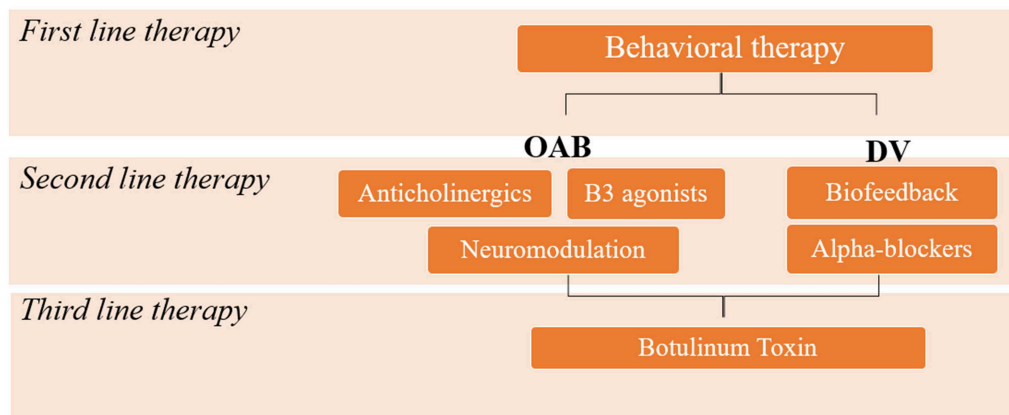 First line therapy
Behavioral therapy
OAB
DV
Second line therapy
Anticholinergics
B3 agonists
Biofeedback
Neuromodulation
Alpha-blockers
Third line therapy
Botulinum Toxin